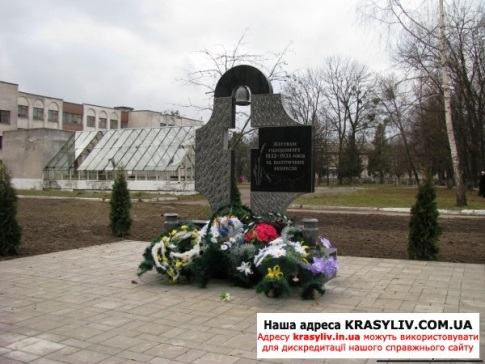 Жертвам
голодомору
1932-1933 років
та політичних
репресій
Наша адреса KRASYLIV.COM.UA
Адресу krasyliv.in.ua можуть використовувати
для дискредитації нашого справжнього сайту